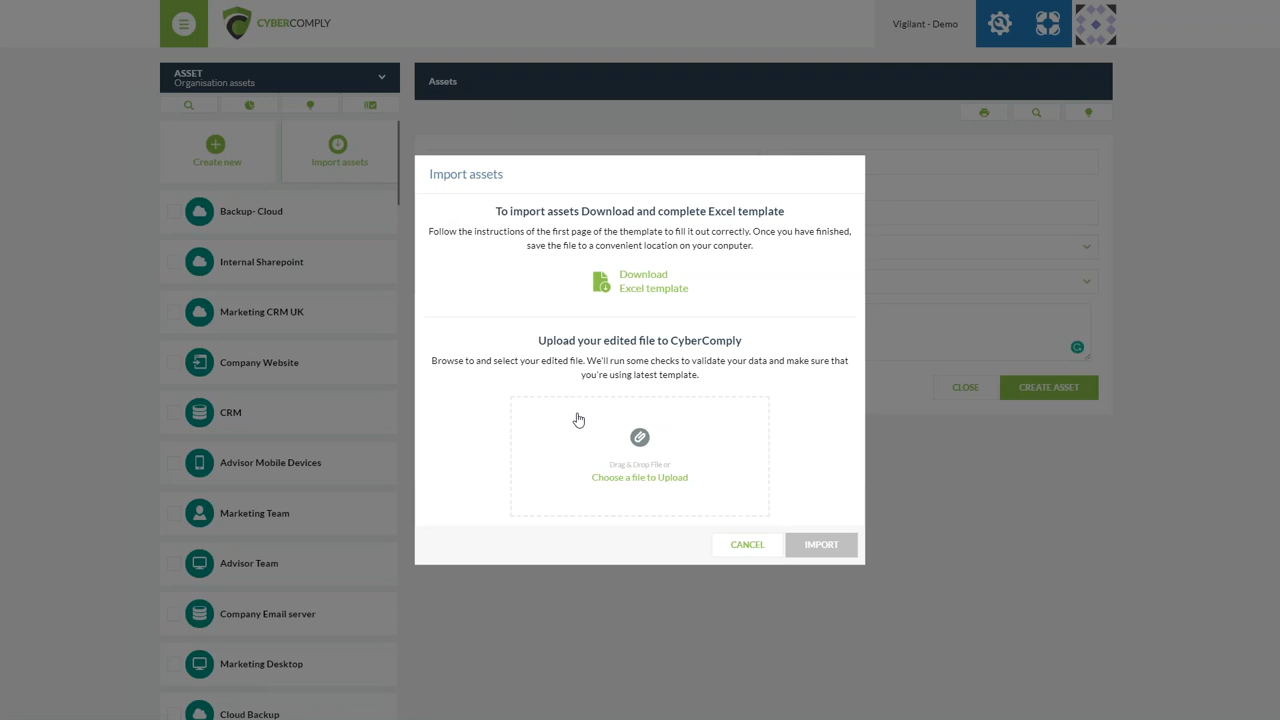 CYBERCOMPLY
Vigilant - Demo
ASSET
Organisation assets
Create new
Import assets
Backup- Cloud
Internal Sharepoint
Marketing CRM UK
Company Website
CRM
Advisor Mobile Devices
Marketing Team
Advisor Team
Company Email server
Marketing Desktop
Cloud Backup
Assets
Import assets
To import assets Download and complete Excel template
Follow the instructions of the first page of the themplate to fill it out correctly. Once you have finished,
save the file to a convenient location on your conputer.
Download
Excel template
Upload your edited file to CyberComply
Browse to and select your edited file. We'll run some checks to validate your data and make sure that
you're using latest template.
Drag & Drop File or
Choose a file to Upload
CANCEL
IMPORT
CLOSE
CREATE ASSET